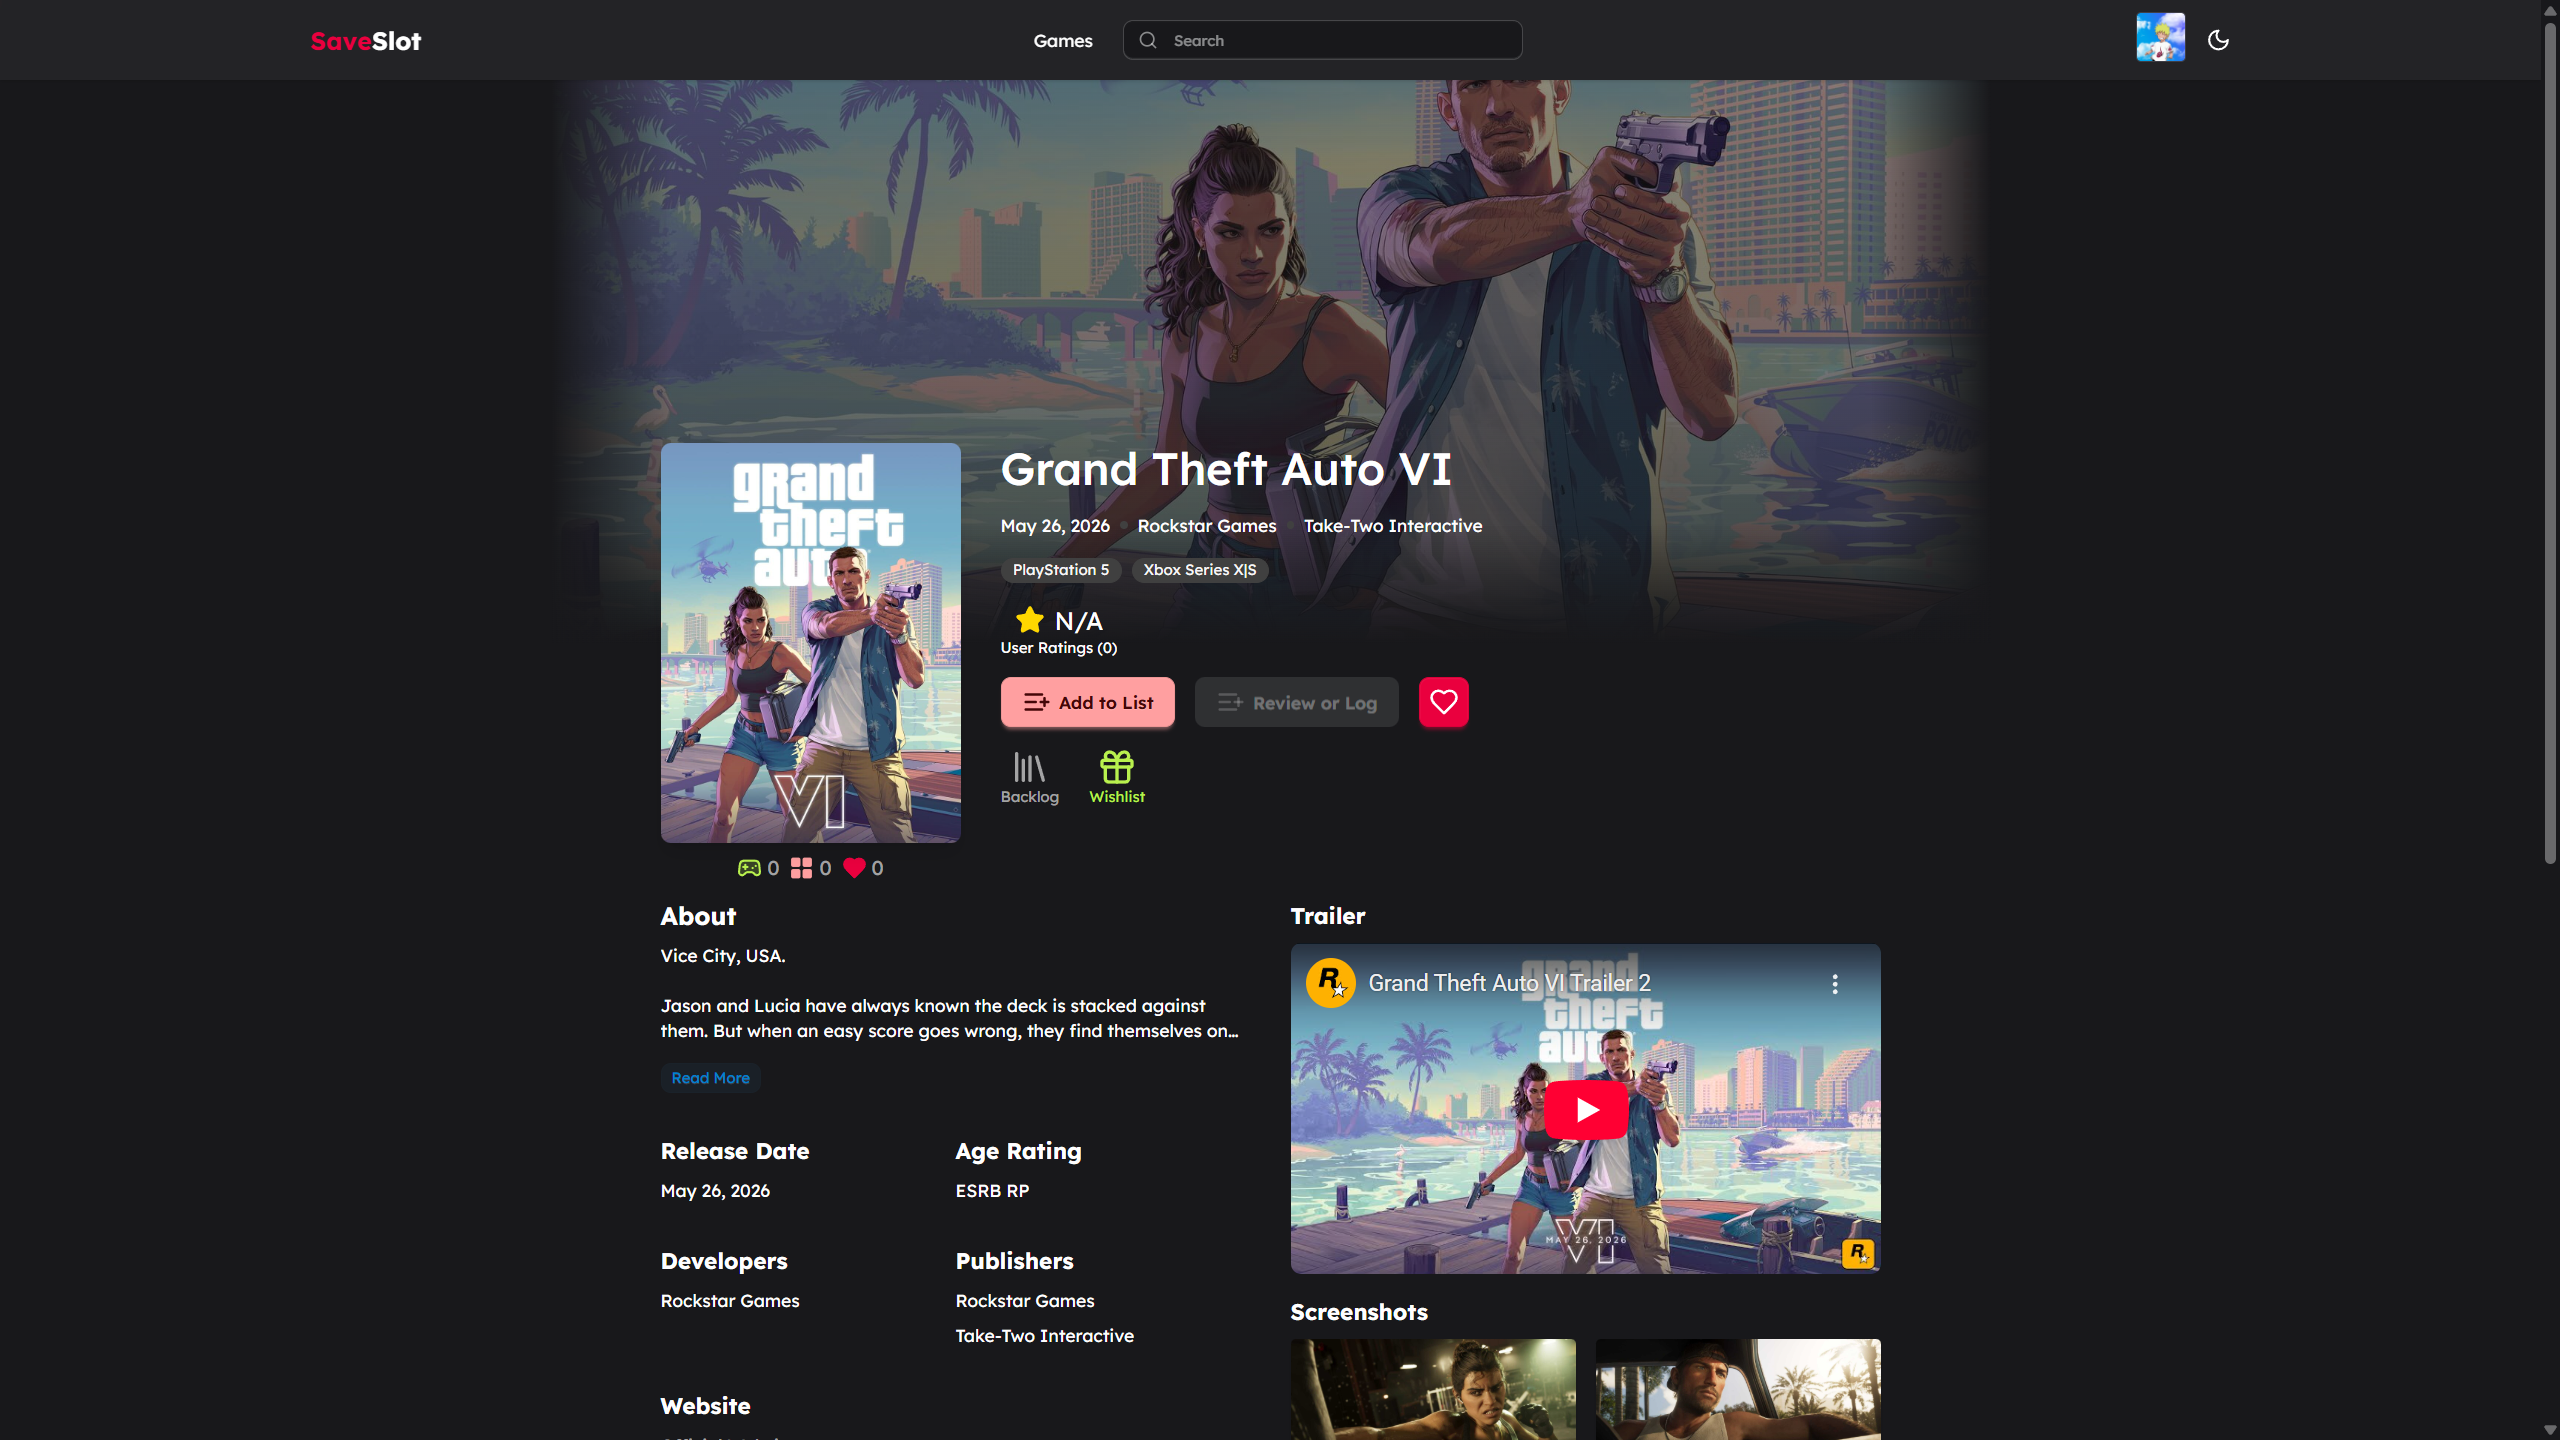 SaveSlot
Games
Search
grand
theft
auto
VI
Grand Theft Auto VI
May 26, 2026 • Rockstar Games • Take-Two Interactive
PlayStation 5
Xbox Series X|S
N/A
User Ratings (0)
Add to List
Review or Log
Backlog
Wishlist
0
0
0
About
Vice City, USA.
Jason and Lucia have always known the deck is stacked against
them. But when an easy score goes wrong, they find themselves on...
Read More
Release Date
May 26, 2026
Age Rating
ESRB RP
Developers
Rockstar Games
Publishers
Rockstar Games
Take-Two Interactive
Website
Trailer
R
Grand Theft Auto VI Trailer 2
grand
theft
auto
VI
MAY 26, 2026
R
Screenshots
POLIC